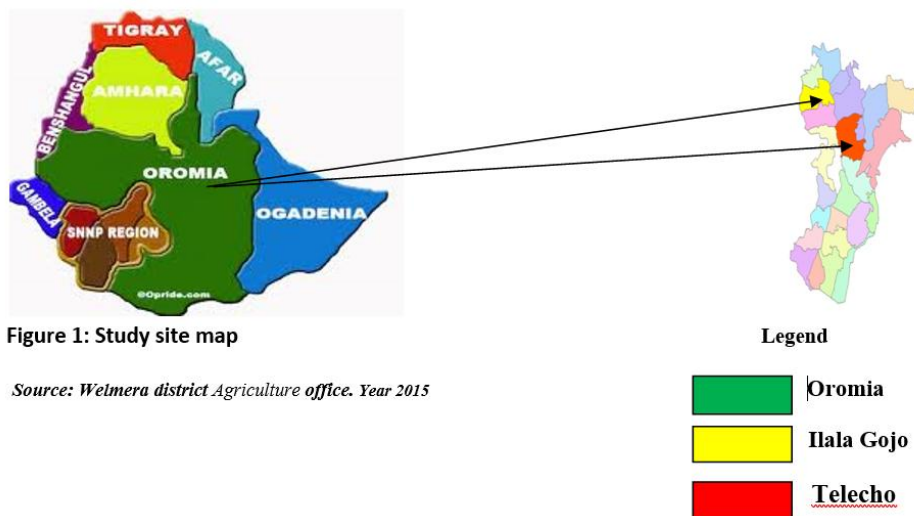 TIGRAY
AFAR
AMHARA
BENSHANGUL
OROMIA
GAMBELA
OGADENIA
SNNP REGION
@Opride.com
Figure 1: Study site map
Legend
Source: Welmera district Agriculture office. Year 2015
Oromia
Ilala Gojo
Telecho